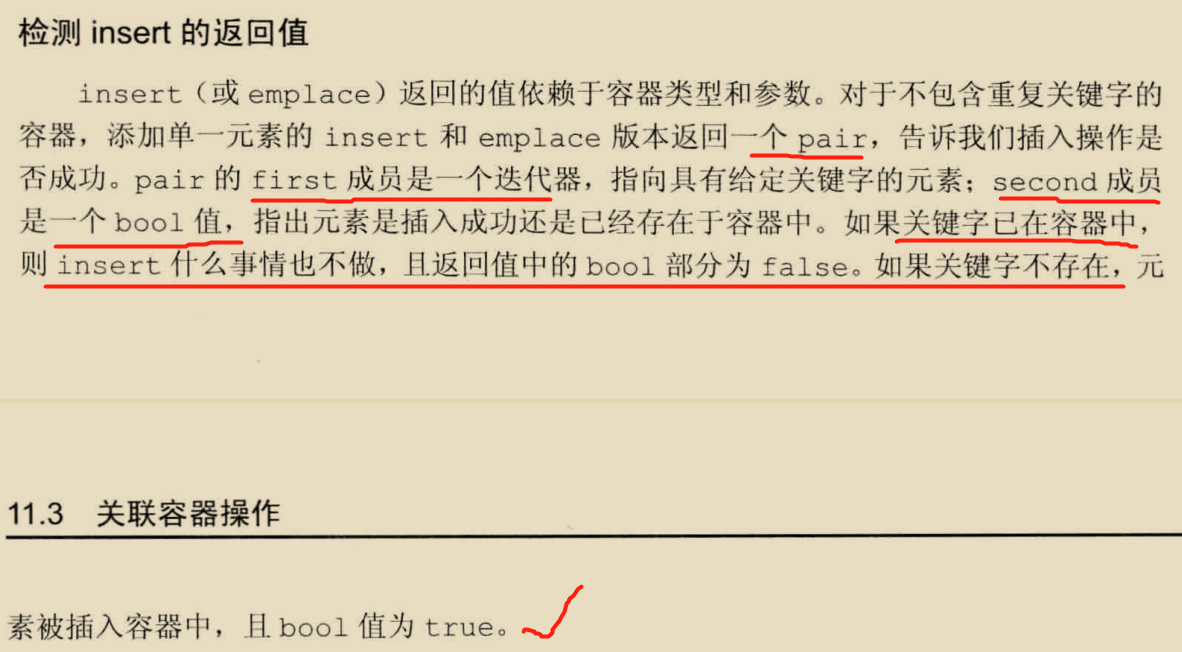 检测 insert 的返回值
insert（或 emplace）返回的值依赖于容器类型和参数。对于不包含重复关键字的
容器，添加单一元素的 insert 和 emplace 版本返回一个 pair，告诉我们插入操作是
否成功。pair 的 first 成员是一个迭代器，指向具有给定关键字的元素；second 成员
是一个 bool 值，指出元素是插入成功还是已经存在于容器中。如果关键字已在容器中，
则 insert 什么事情也不做，且返回值中的 bool 部分为 false。如果关键字不存在，元
11.3 关联容器操作
素被插入容器中，且 bool 值为 true。